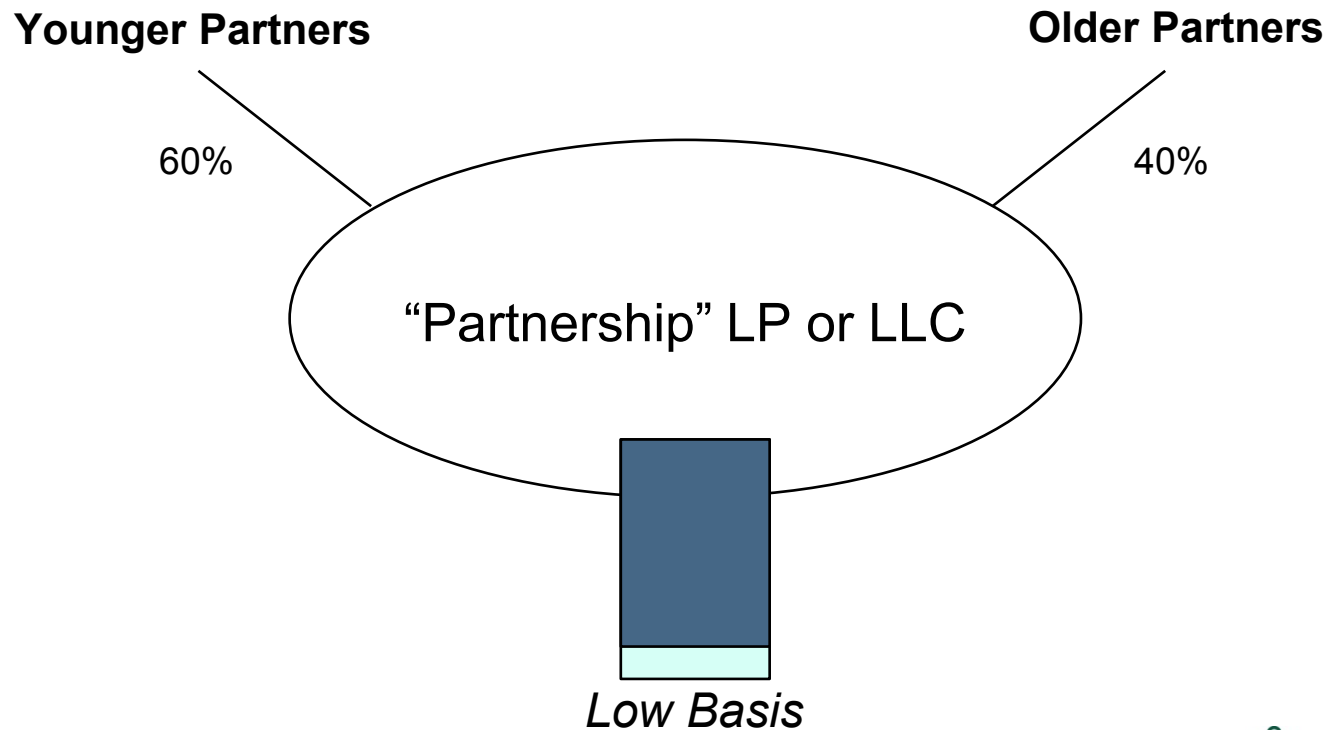 Younger Partners
Older Partners
60%
40%
“Partnership” LP or LLC
Low Basis